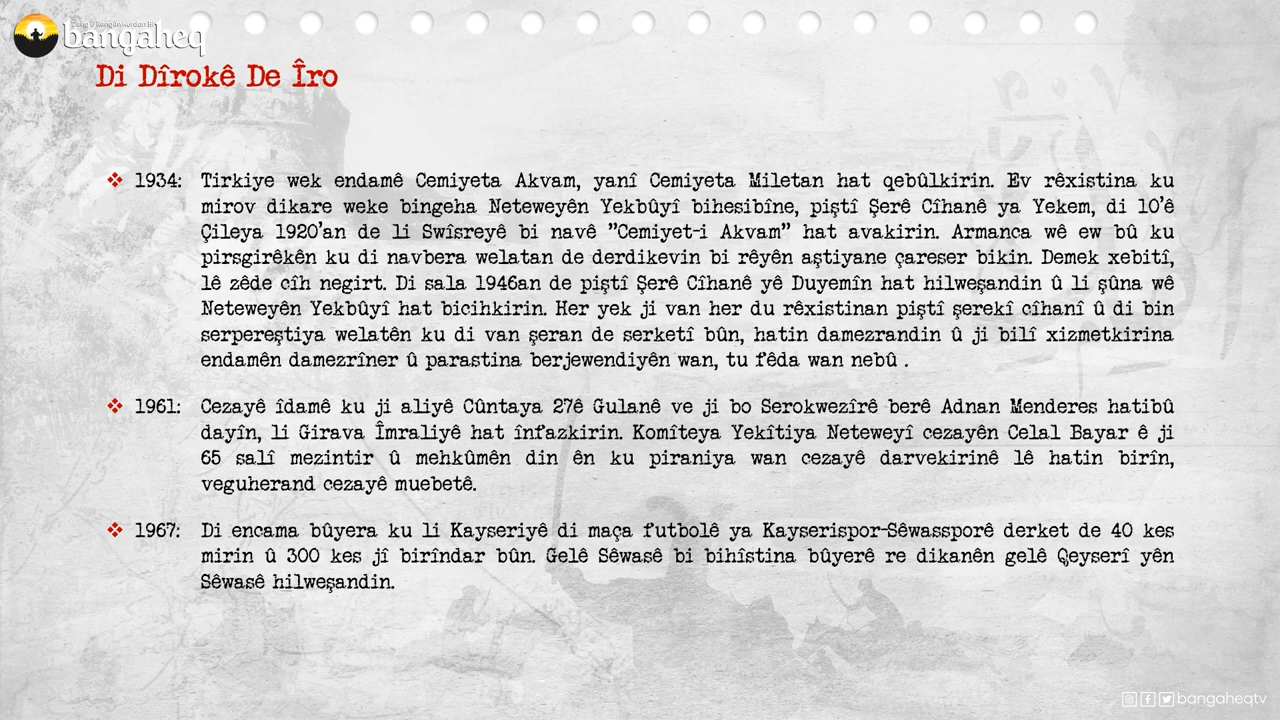 Deng û Bangên Kurdan Bi
bangaheq
Di Dîrokê De Îro
❖ 1934: Tirkiye wek endamê Cemiyeta Akvam, yanî Cemiyeta Miletan hat qebûlkirin. Ev rêxistina ku
mirov dikare weke bingeha Neteweyên Yekbûyî bihesibîne, piştî Şerê Cîhanê ya Yekem, di 10'ê
Çileya 1920'an de li Swîsreyê bi navê "Cemiyet-i Akvam" hat avakirin. Armanca wê ew bû ku
pirsgirêkên ku di navbera welatan de derdikevin bi rêyên aştiyane çareser bikin. Demek xebitî,
lê zêde cîh negirt. Di sala 1946an de piştî Şerê Cîhanê yê Duyemîn hat hilweşandin û li şûna wê
Neteweyên Yekbûyî hat bicihkirin. Her yek ji van her du rêxistinan piştî şerekî cîhanî û di bin
serpereştiya welatên ku di van şeran de serketî bûn, hatin damezrandin û ji bilî xizmetkirina
endamên damezrîner û parastina berjewendiyên wan, tu fêda wan nebû .
❖ 1961: Cezayê îdamê ku ji aliyê Cûntaya 27ê Gulanê ve ji bo Serokwezîrê berê Adnan Menderes hatibû
dayîn, li Girava Îmraliyê hat înfazkirin. Komîteya Yekîtiya Neteweyî cezayên Celal Bayar ê ji
65 salî mezintir û mehkûmên din ên ku piraniya wan cezayê darvekirinê lê hatin birîn,
veguherand cezayê muebetê.
❖ 1967: Di encama bûyera ku li Kayseriyê di maça futbolê ya Kayserispor-Sêwassporê derket de 40 kes
mirin û 300 kes jî birîndar bûn. Gelê Sêwasê bi bihîstina bûyerê re dikanên gelê Qeyserî yên
Sêwasê hilweşandin.
bangaheqtv